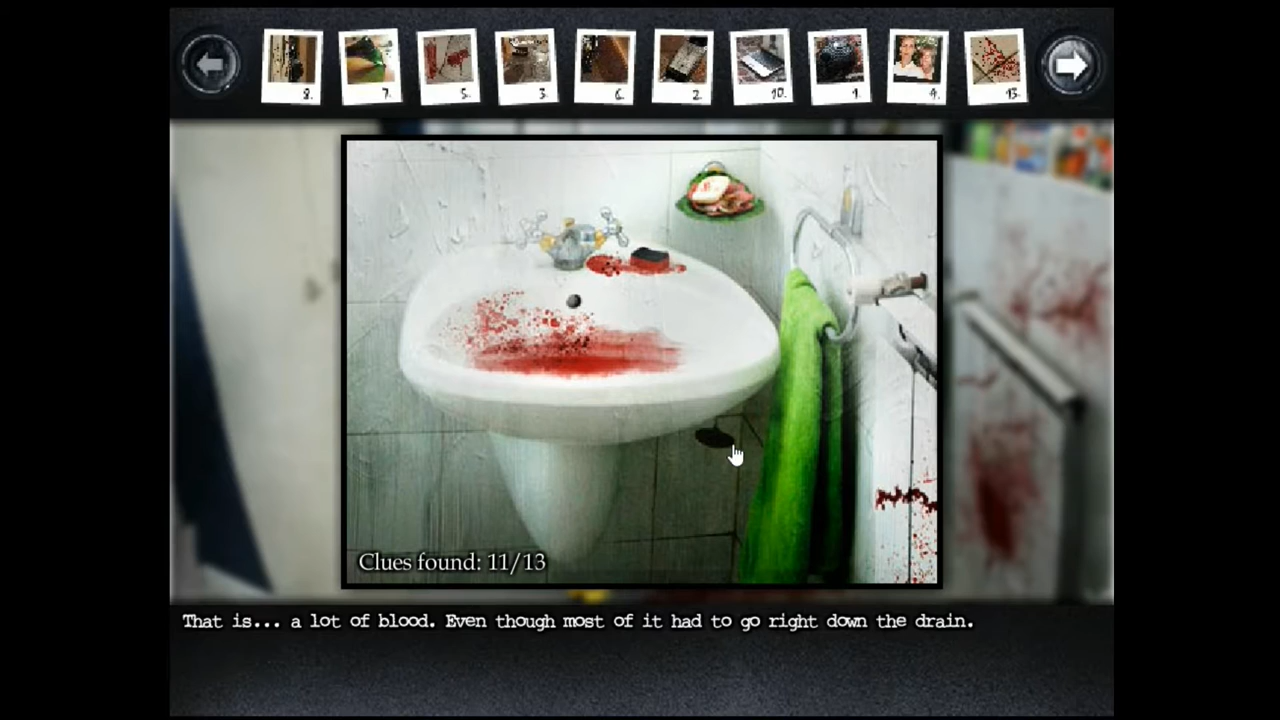 8. 7. 5. 3. 6. 2. 10. 9. 4. 13.
Clues found: 11/13
That is... a lot of blood. Even though most of it had to go right down the drain.